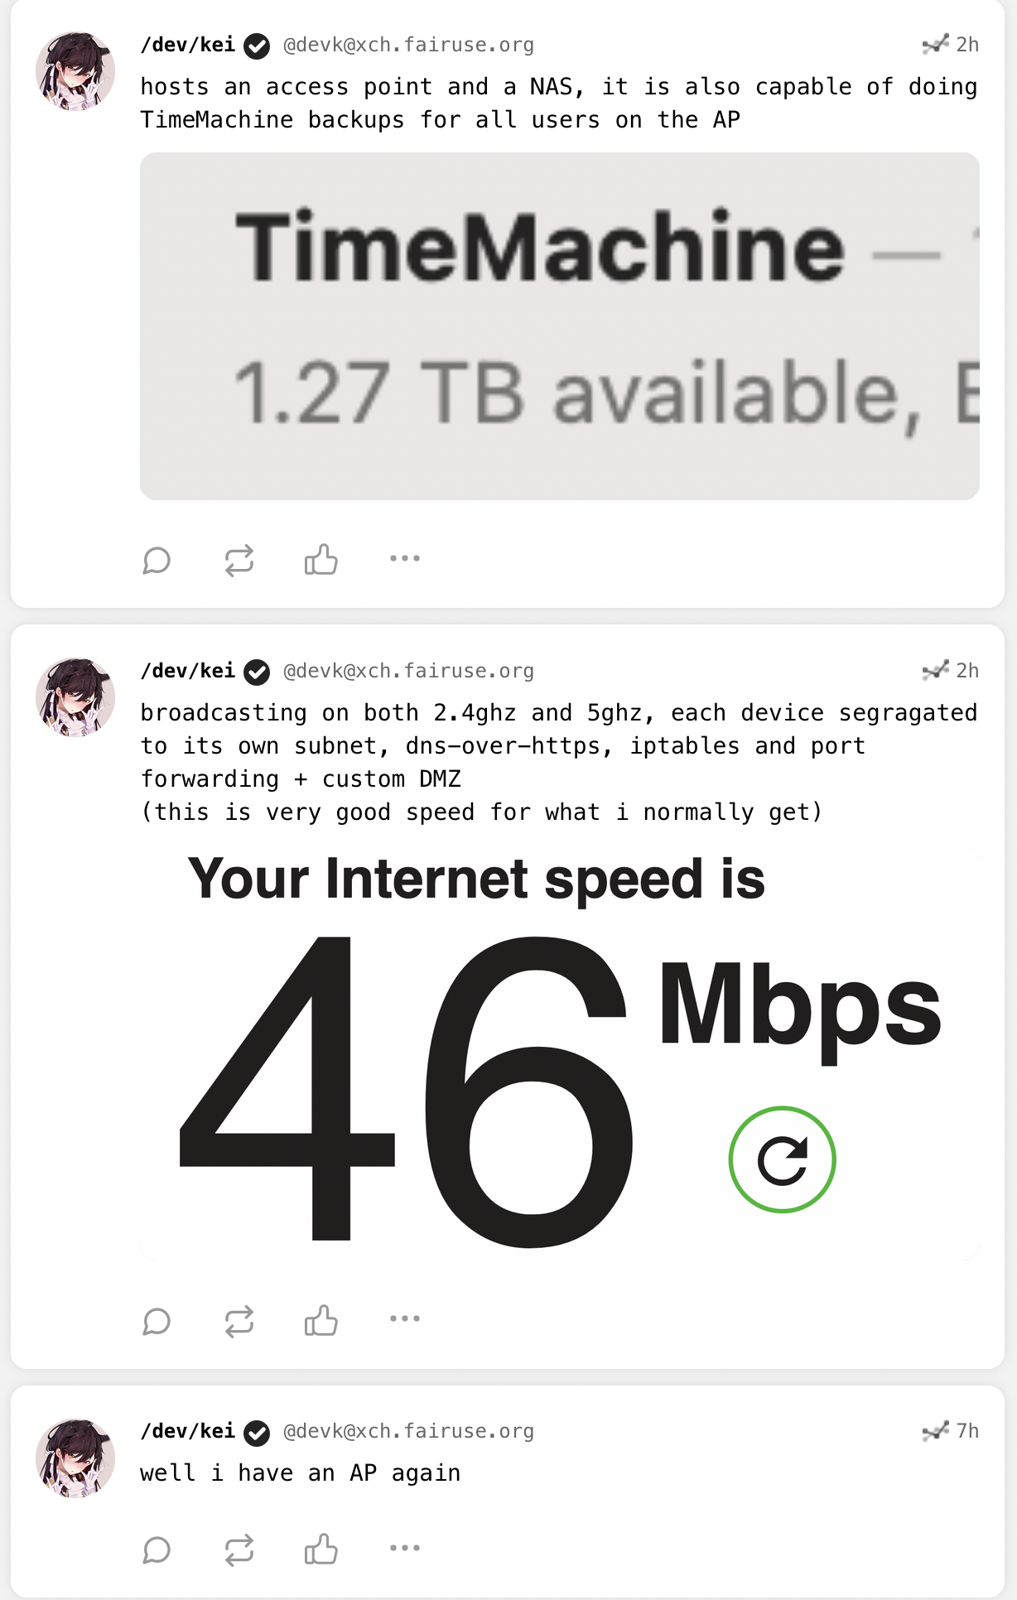 /dev/kei @devk@xch.fairuse.org 2h
hosts an access point and a NAS, it is also capable of doing
TimeMachine backups for all users on the AP
TimeMachine —
1.27 TB available,
/dev/kei @devk@xch.fairuse.org 2h
broadcasting on both 2.4ghz and 5ghz, each device segragated
to its own subnet, dns-over-https, iptables and port
forwarding + custom DMZ
(this is very good speed for what i normally get)
Your Internet speed is
46 Mbps
/dev/kei @devk@xch.fairuse.org 7h
well i have an AP again